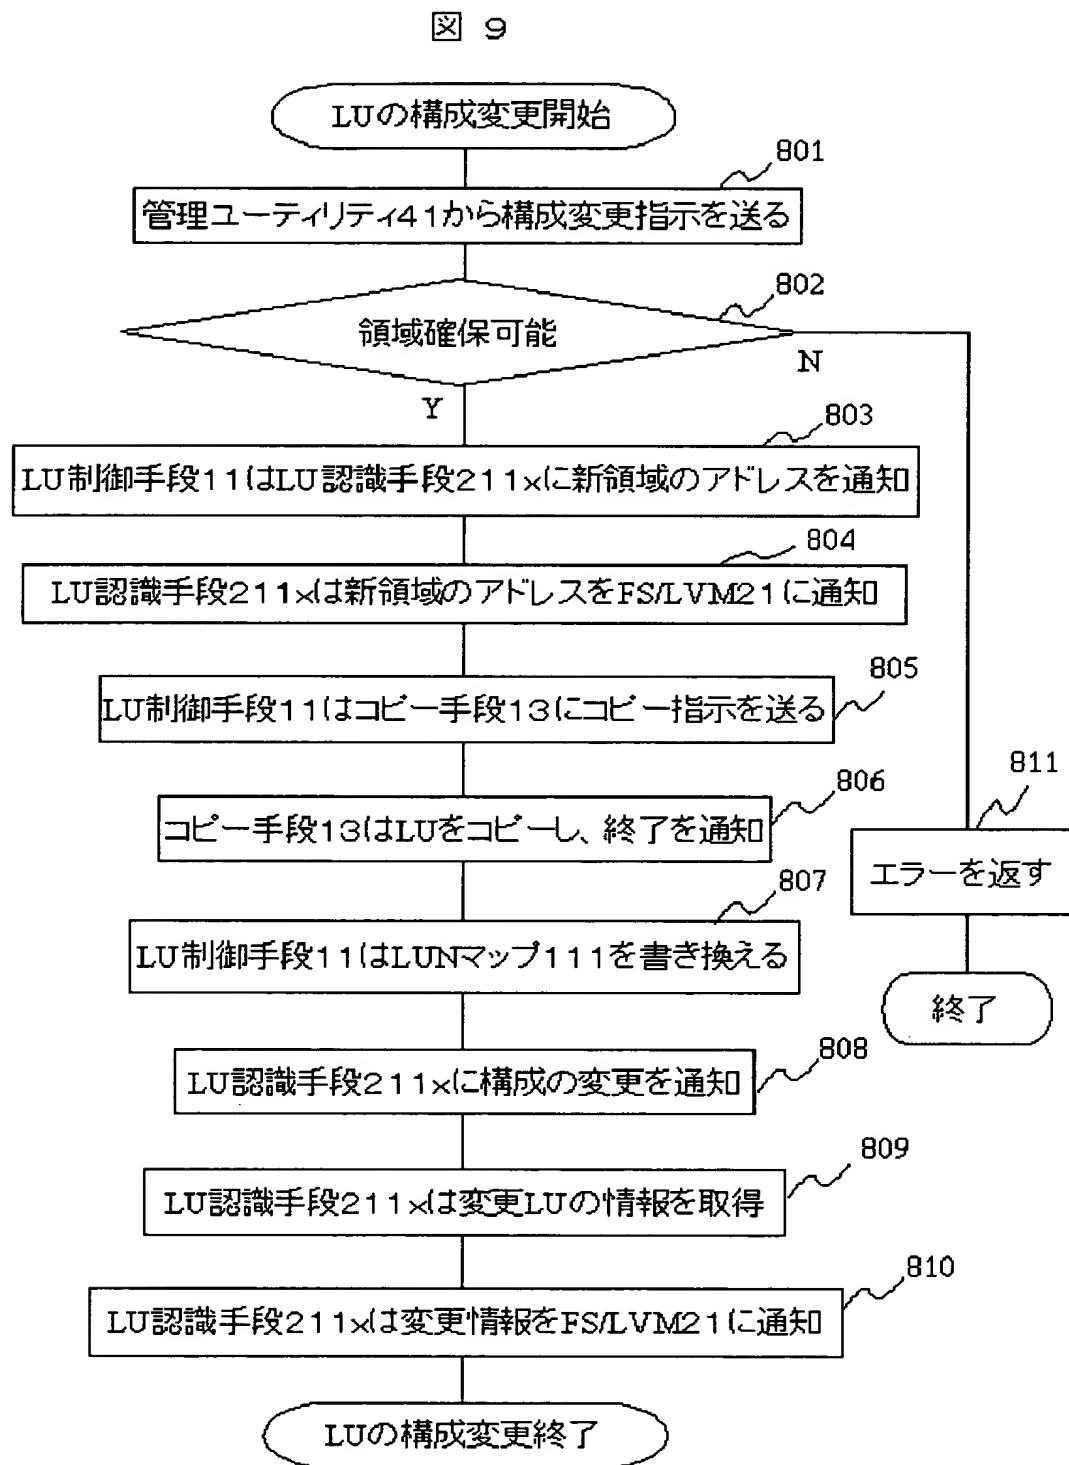 図 9
LUの構成変更開始
801
管理ユーティリティ41から構成変更指示を送る
802
領域確保可能
N
Y
803
LU制御手段11はLU認識手段211xに新領域のアドレスを通知
804
LU認識手段211xは新領域のアドレスをFS/LVM21に通知
805
LU制御手段11はコピー手段13にコピー指示を送る
806
コピー手段13はLUをコピーし、終了を通知
811
エラーを返す
807
LU制御手段11はLUNマップ111を書き換える
終了
808
LU認識手段211xに構成の変更を通知
809
LU認識手段211xは変更LUの情報を取得
810
LU認識手段211xは変更情報をFS/LVM21に通知
LUの構成変更終了